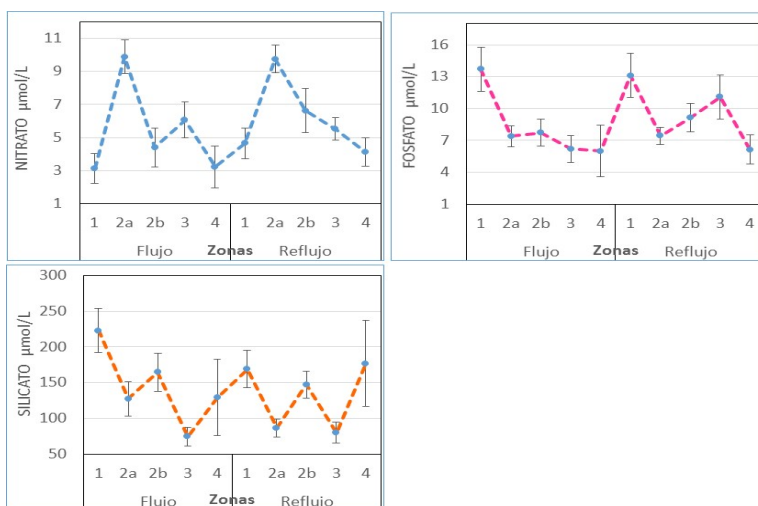 NITRATO µmol/L
11
9
7
5
3
1
1 2a 2b 3 4 1 2a 2b 3 4
Flujo Zonas Reflujo
FOSFATO µmol/L
16
13
10
7
4
1
1 2a 2b 3 4 1 2a 2b 3 4
Flujo Zonas Reflujo
SILICATO µmol/L
300
250
200
150
100
50
1 2a 2b 3 4 1 2a 2b 3 4
Flujo Zonas Reflujo